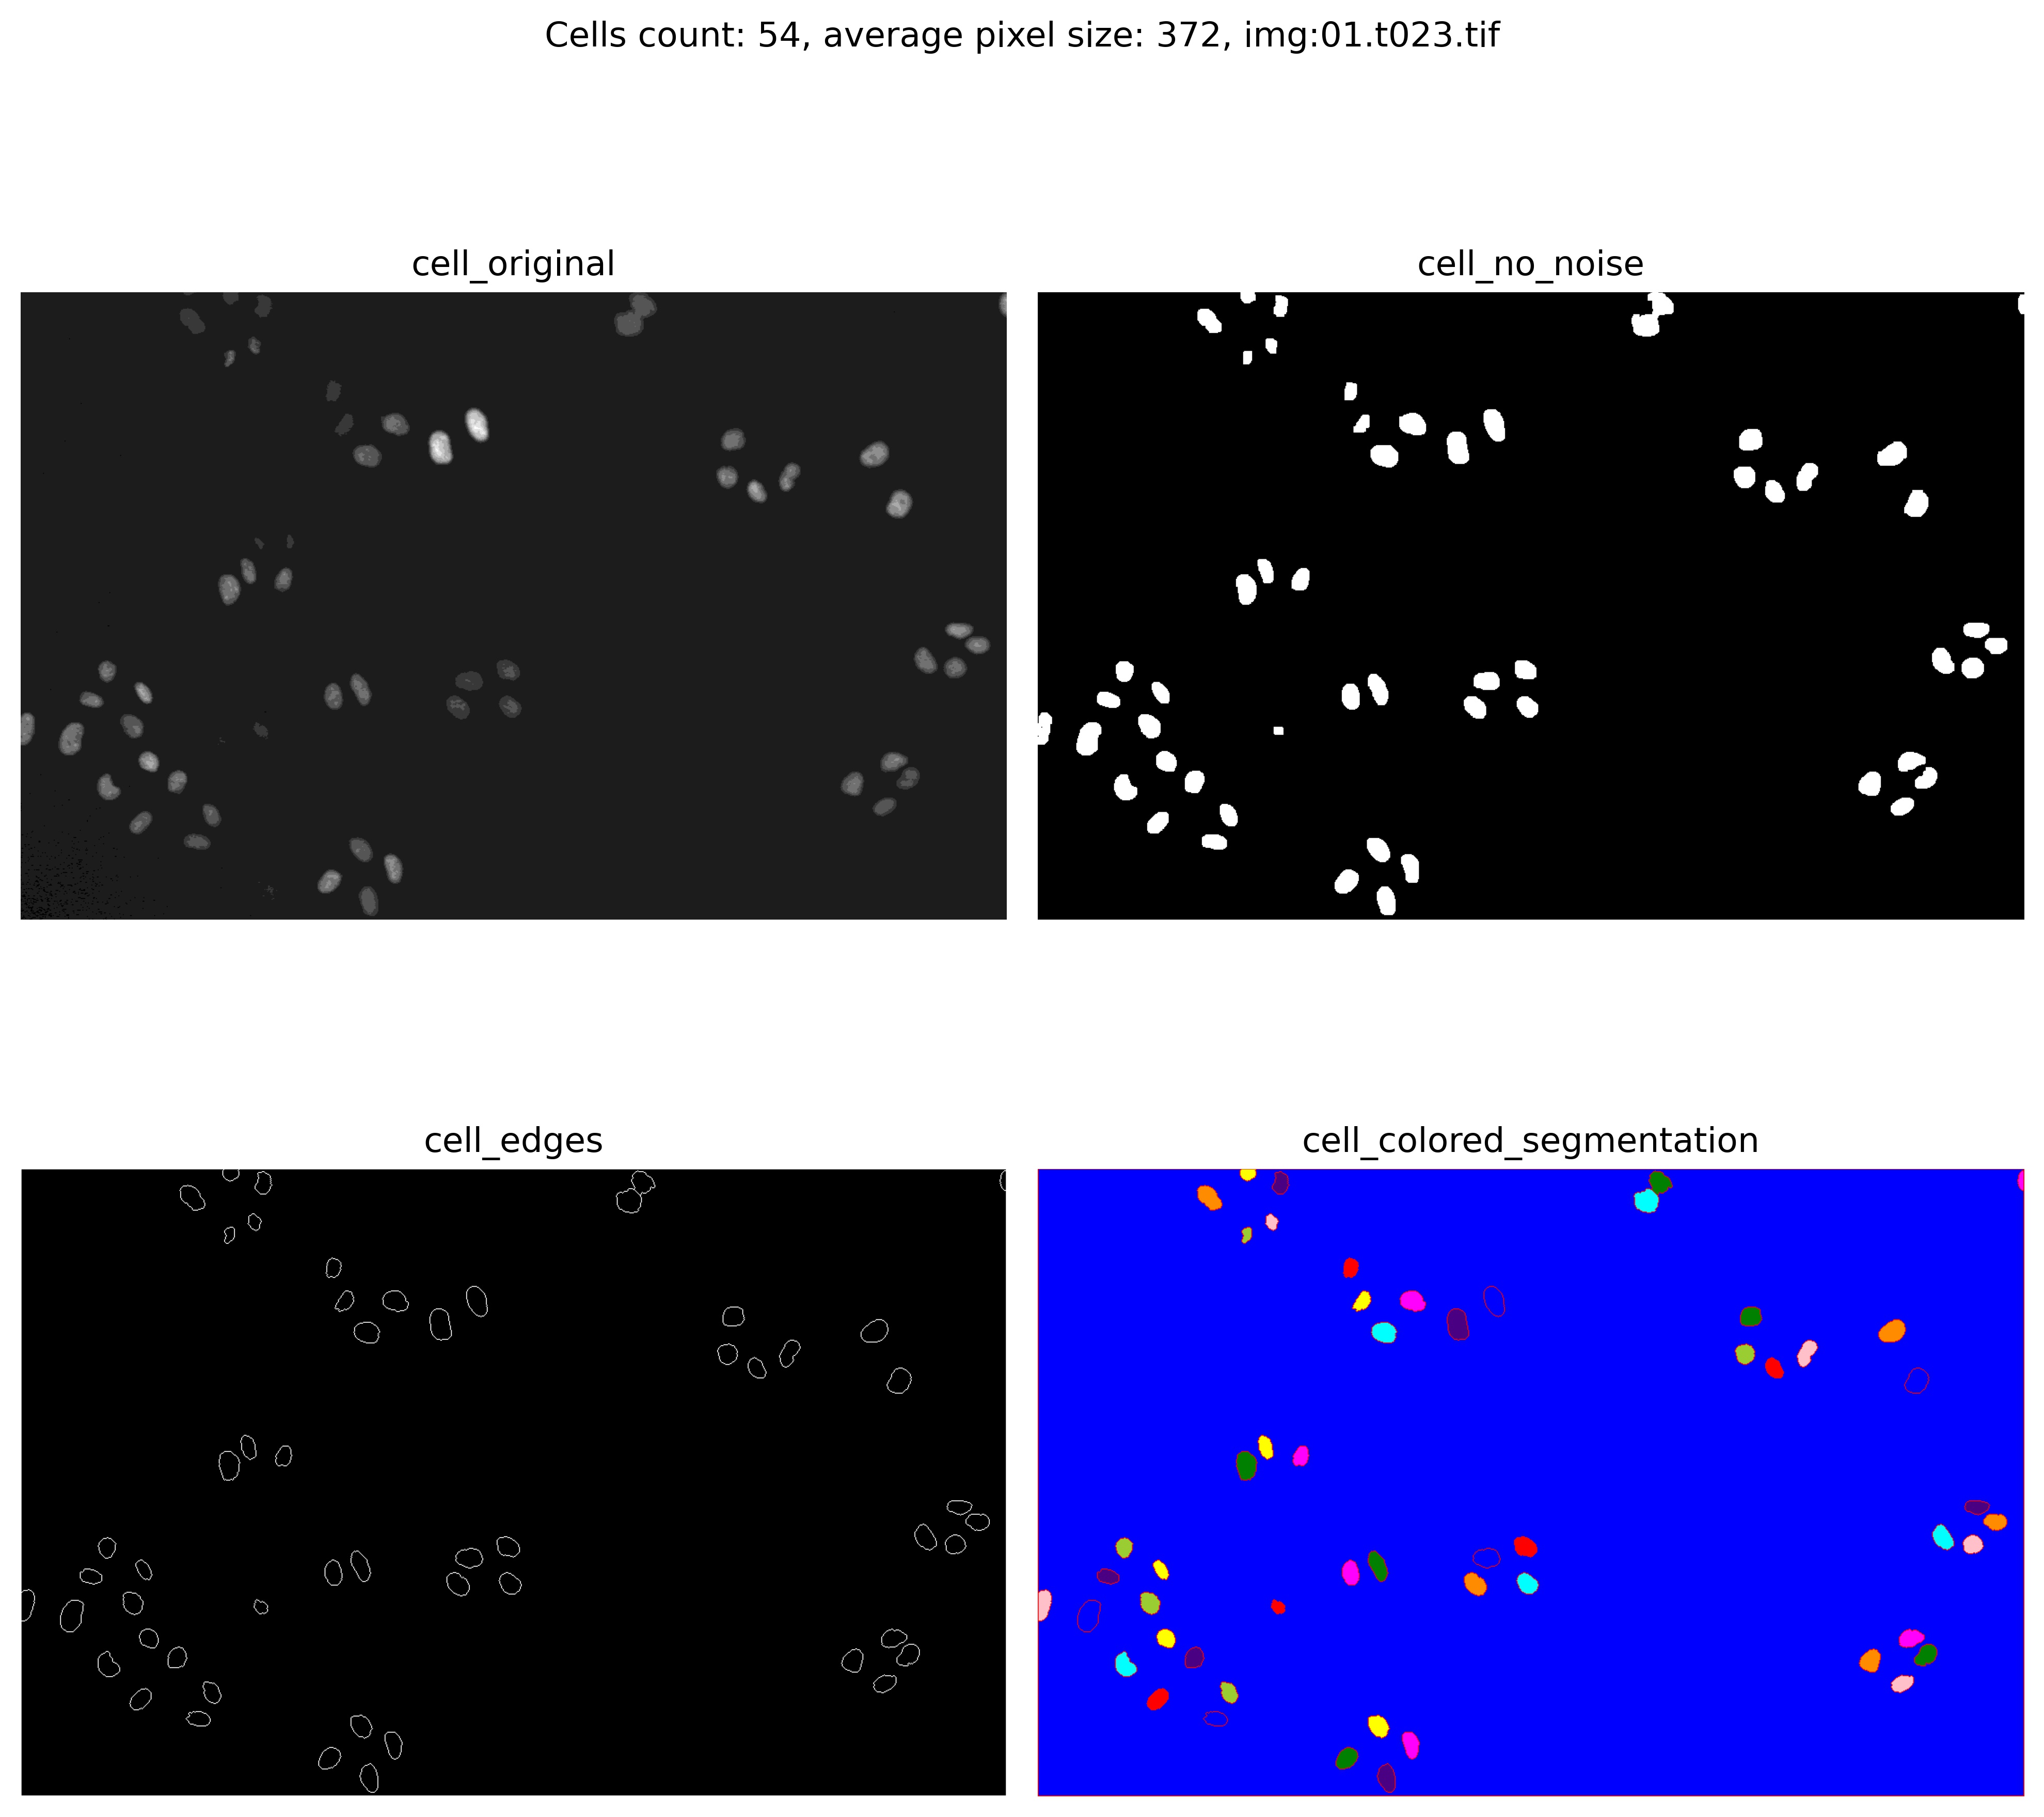 Cells count: 54, average pixel size: 372, img:01.t023.tif
cell_original
cell_no_noise
cell_edges
cell_colored_segmentation